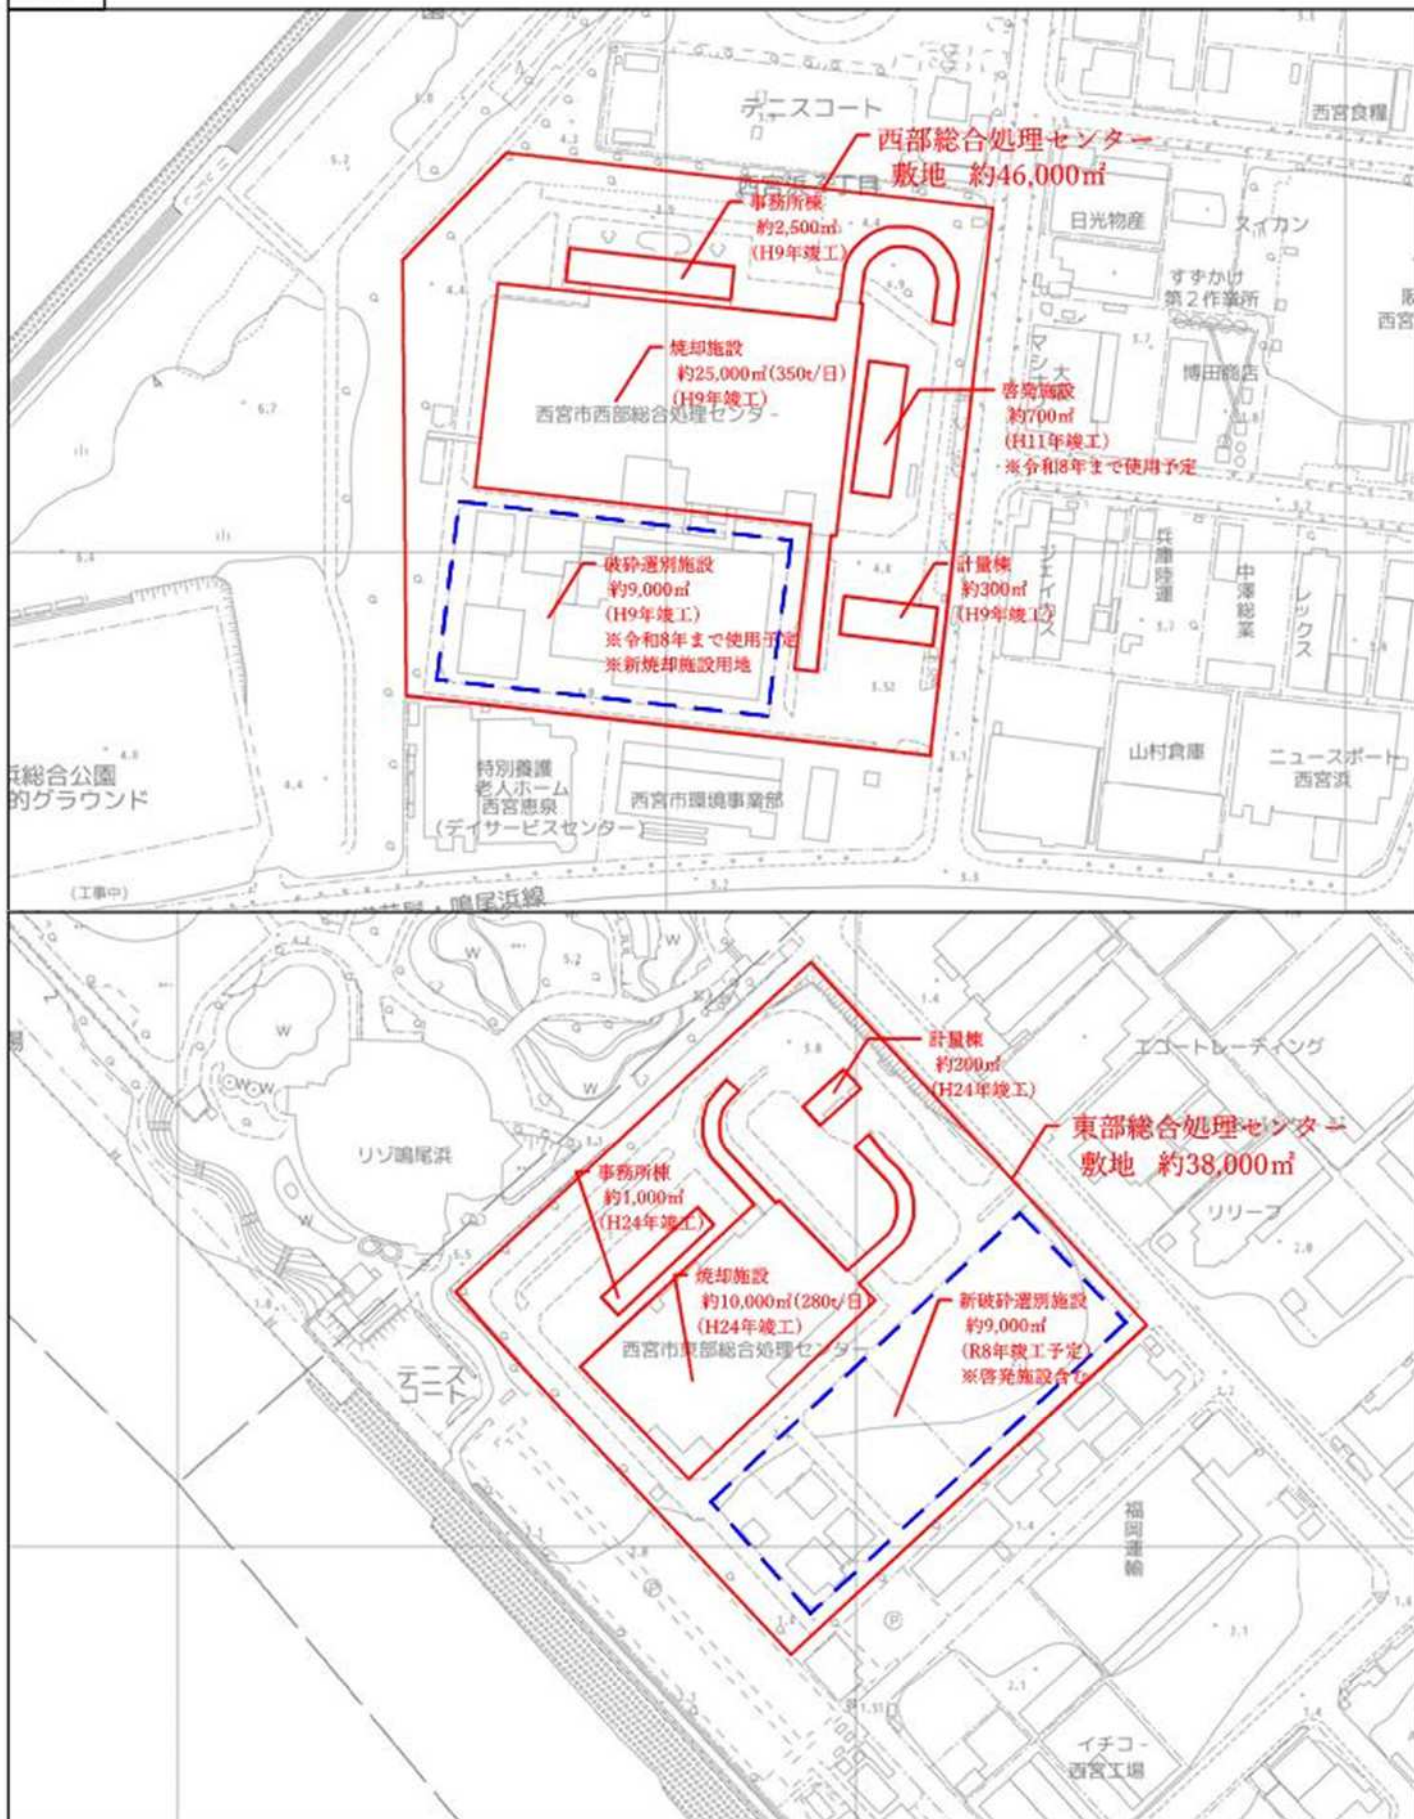 テニスコート
西宮食糧
西部総合処理センター
敷地 約46,000㎡
事務所棟
約2,500㎡
(H9年竣工)
日光物産
スイカン
すずかけ
第2作業所
焼却施設
約25,000㎡(350t/日)
(H9年竣工)
西宮市西部総合処理センター
博田商店
啓発施設
約700㎡
(H11年竣工)
※令和8年まで使用予定
破砕選別施設
約9,000㎡
(H9年竣工)
※令和8年まで使用予定
※新焼却施設用地
計量棟
約300㎡
(H9年竣工)
兵庫陸運
中澤総業
レックス
山村倉庫
ニュースポート
西宮浜
浜総合公園
的グラウンド
特別養護
老人ホーム
西宮恵泉
(デイサービスセンター)
西宮市環境事業部
(工事中)
鳴尾浜線
計量棟
約200㎡
(H24年竣工)
エコートレーディング
東部総合処理センター
敷地 約38,000㎡
リゾ鳴尾浜
事務所棟
約1,000㎡
(H24年竣工)
リリーフ
焼却施設
約10,000㎡(280t/日)
(H24年竣工)
西宮市東部総合処理センター
新破砕選別施設
約9,000㎡
(R8年竣工予定)
※啓発施設含む
テニス
コート
福岡運輸
イチコー
西宮工場